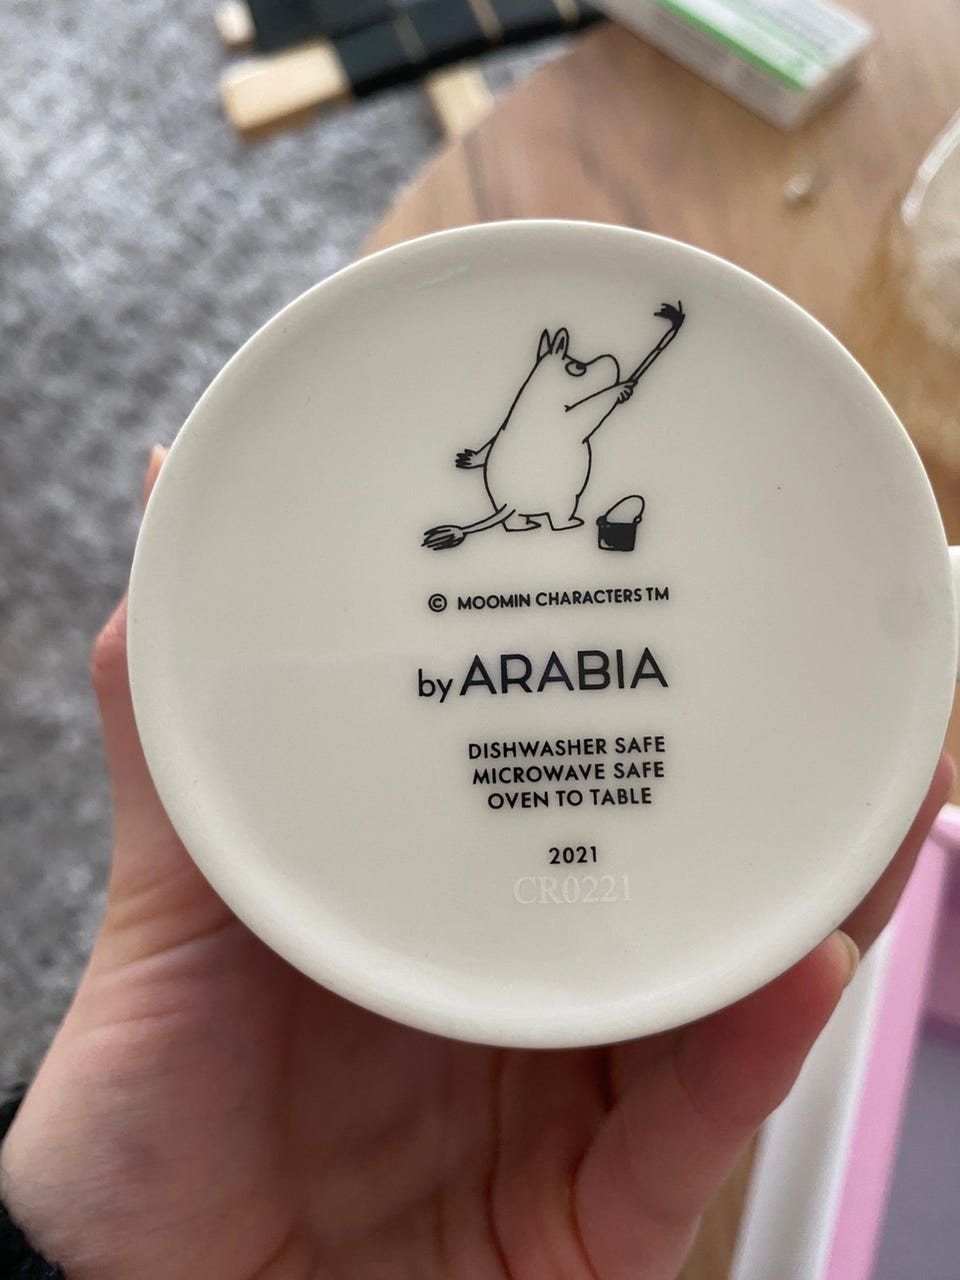 © MOOMIN CHARACTERS TM
by ARABIA
DISHWASHER SAFE
MICROWAVE SAFE
OVEN TO TABLE
2021
CR0221